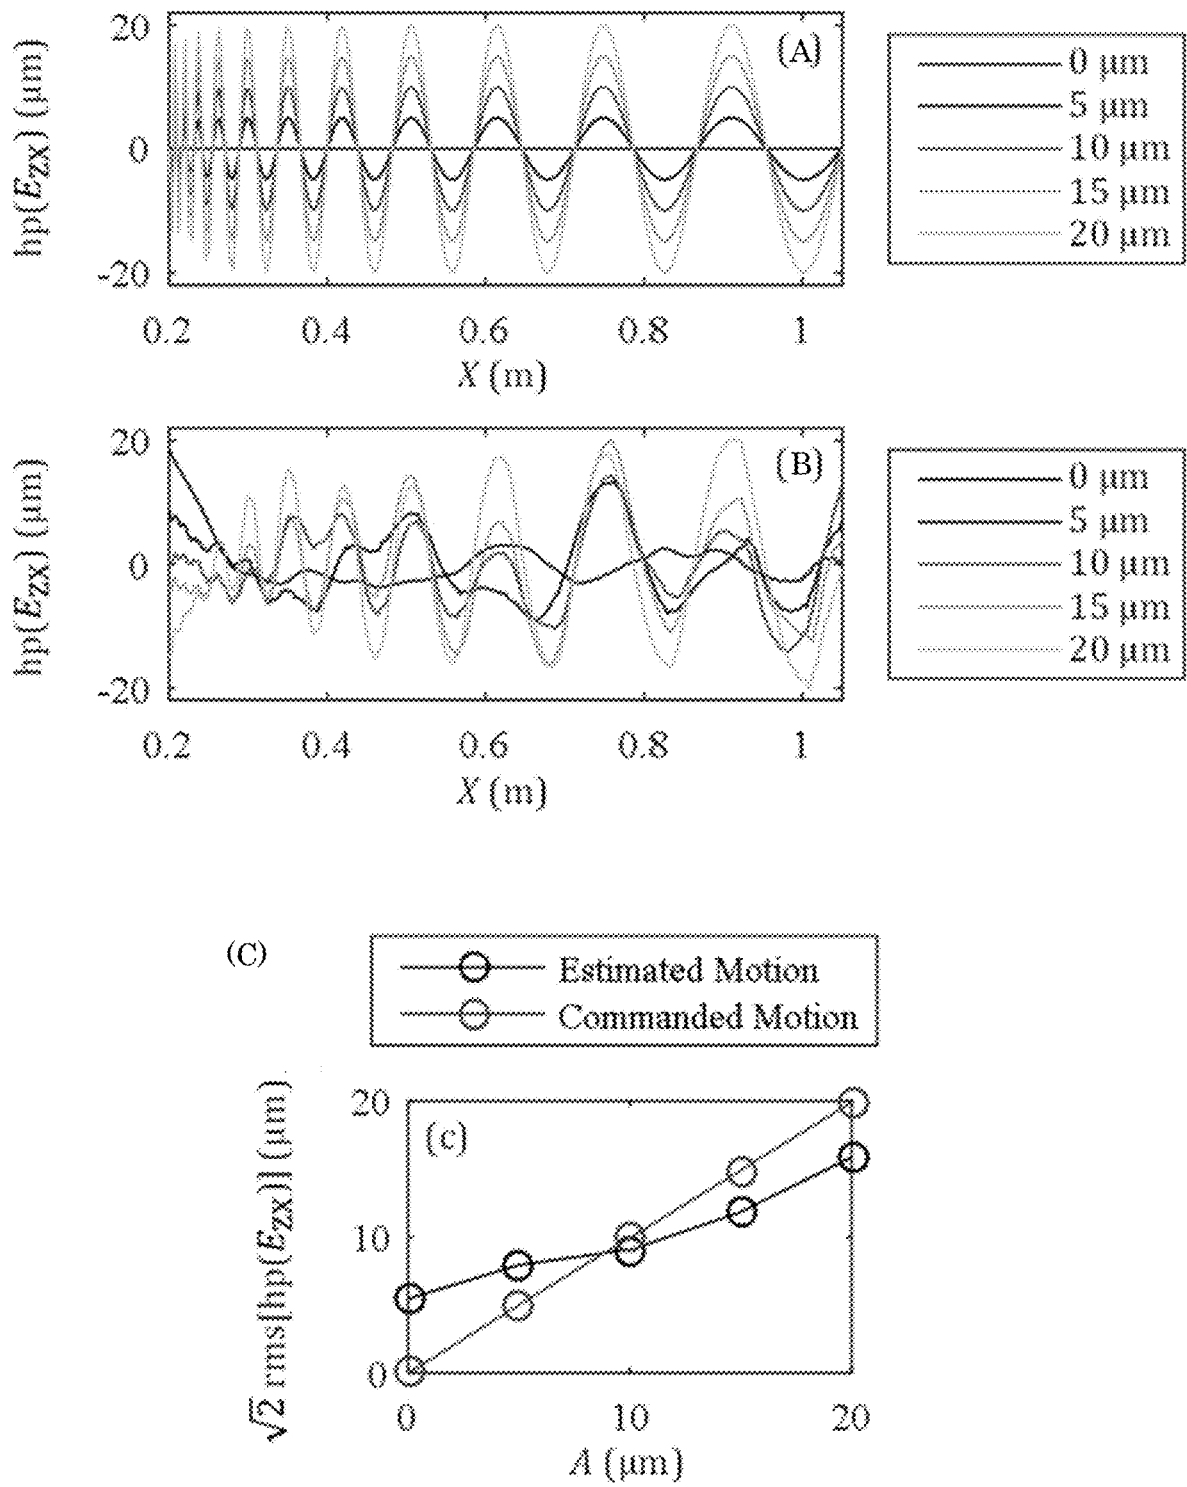 20
0
-20
hp(E_ZX) (µm)
(A)
0 µm
5 µm
10 µm
15 µm
20 µm
0.2 0.4 0.6 0.8 1
X (m)
20
0
-20
hp(E_ZX) (µm)
(B)
0 µm
5 µm
10 µm
15 µm
20 µm
0.2 0.4 0.6 0.8 1
X (m)
(C)
Estimated Motion
Commanded Motion
20
10
0
√2 rms[hp(E_ZX)] (µm)
(c)
0 10 20
A (µm)